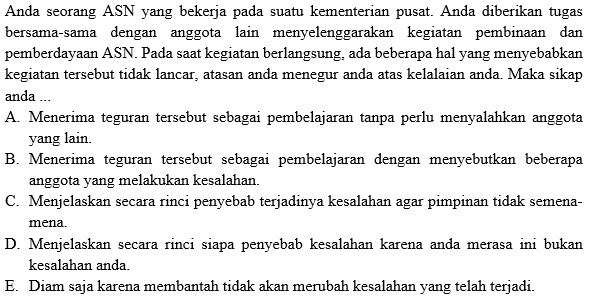 Anda seorang ASN yang bekerja pada suatu kementerian pusat. Anda diberikan tugas
bersama-sama dengan anggota lain menyelenggarakan kegiatan pembinaan dan
pemberdayaan ASN. Pada saat kegiatan berlangsung, ada beberapa hal yang menyebabkan
kegiatan tersebut tidak lancar, atasan anda menegur anda atas kelalaian anda. Maka sikap
anda ...
A. Menerima teguran tersebut sebagai pembelajaran tanpa perlu menyalahkan anggota
yang lain.
B. Menerima teguran tersebut sebagai pembelajaran dengan menyebutkan beberapa
anggota yang melakukan kesalahan.
C. Menjelaskan secara rinci penyebab terjadinya kesalahan agar pimpinan tidak semena-
mena.
D. Menjelaskan secara rinci siapa penyebab kesalahan karena anda merasa ini bukan
kesalahan anda.
E. Diam saja karena membantah tidak akan merubah kesalahan yang telah terjadi.